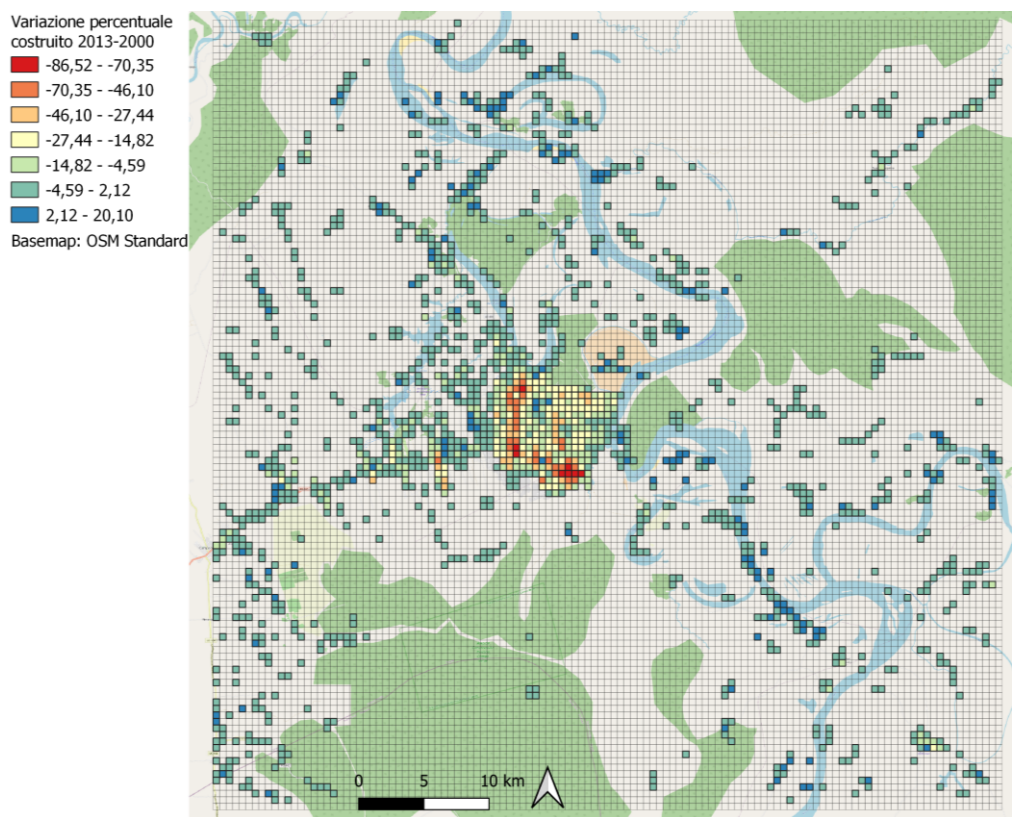 Variazione percentuale
costruito 2013-2000
-86,52 - -70,35
-70,35 - -46,10
-46,10 - -27,44
-27,44 - -14,82
-14,82 - -4,59
-4,59 - 2,12
2,12 - 20,10
Basemap: OSM Standard
0 5 10 km